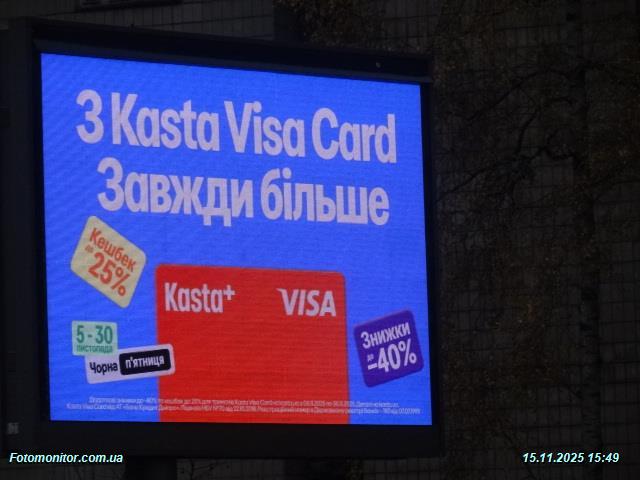 З Kasta Visa Card
Завжди більше
Кешбек
до
25%
Kasta+
VISA
5 - 30
листопада
Чорна п'ятниця
Знижки
до
-40%
Fotomonitor.com.ua
15.11.2025 15:49